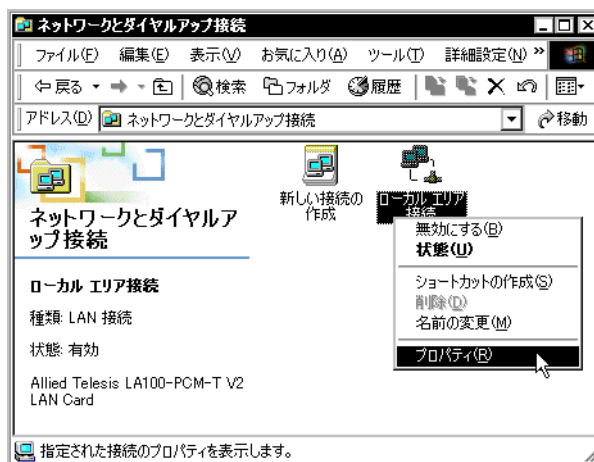 ネットワークとダイヤルアップ接続
ファイル(F) 編集(E) 表示(V) お気に入り(A) ツール(T) 詳細設定(N) »
戻る 検索 フォルダ 履歴
アドレス(D) ネットワークとダイヤルアップ接続 移動
ネットワークとダイヤルア
ップ接続
ローカル エリア接続
種類: LAN 接続
状態: 有効
Allied Telesis LA100-PCM-T V2
LAN Card
新しい接続の
作成
ローカル エリア
接続
無効にする(B)
状態(U)
ショートカットの作成(S)
削除(D)
名前の変更(M)
プロパティ(R)
指定された接続のプロパティを表示します。